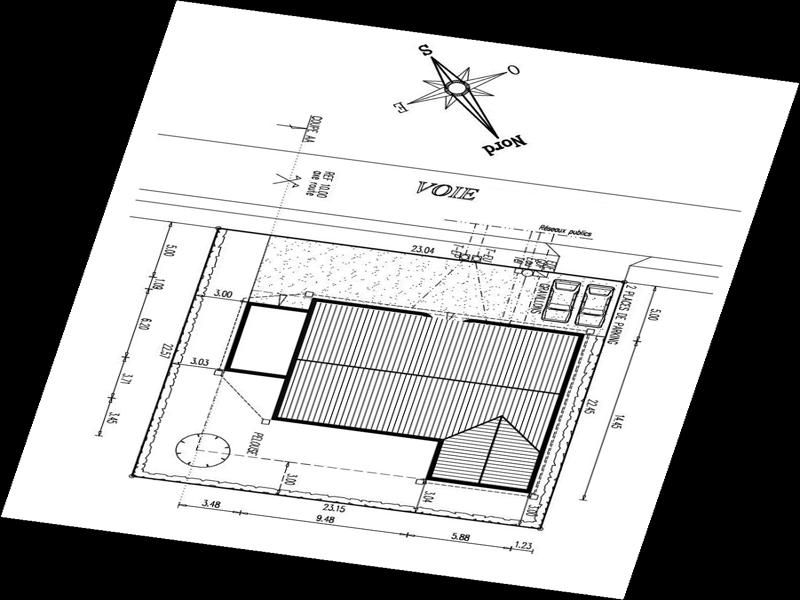 S
O
E
Nord
COUPE AA
REF 10.00
axe route
VOIE
Réseaux publics
23.04
GRAVILLONS
2 PLACES DE PARKING
5.00
1.09
6.20
3.71
3.45
22.57
3.00
3.03
5.00
22.45
14.45
PELOUSE
3.00
3.04
3.00
3.48
23.15
9.48
5.88
1.23